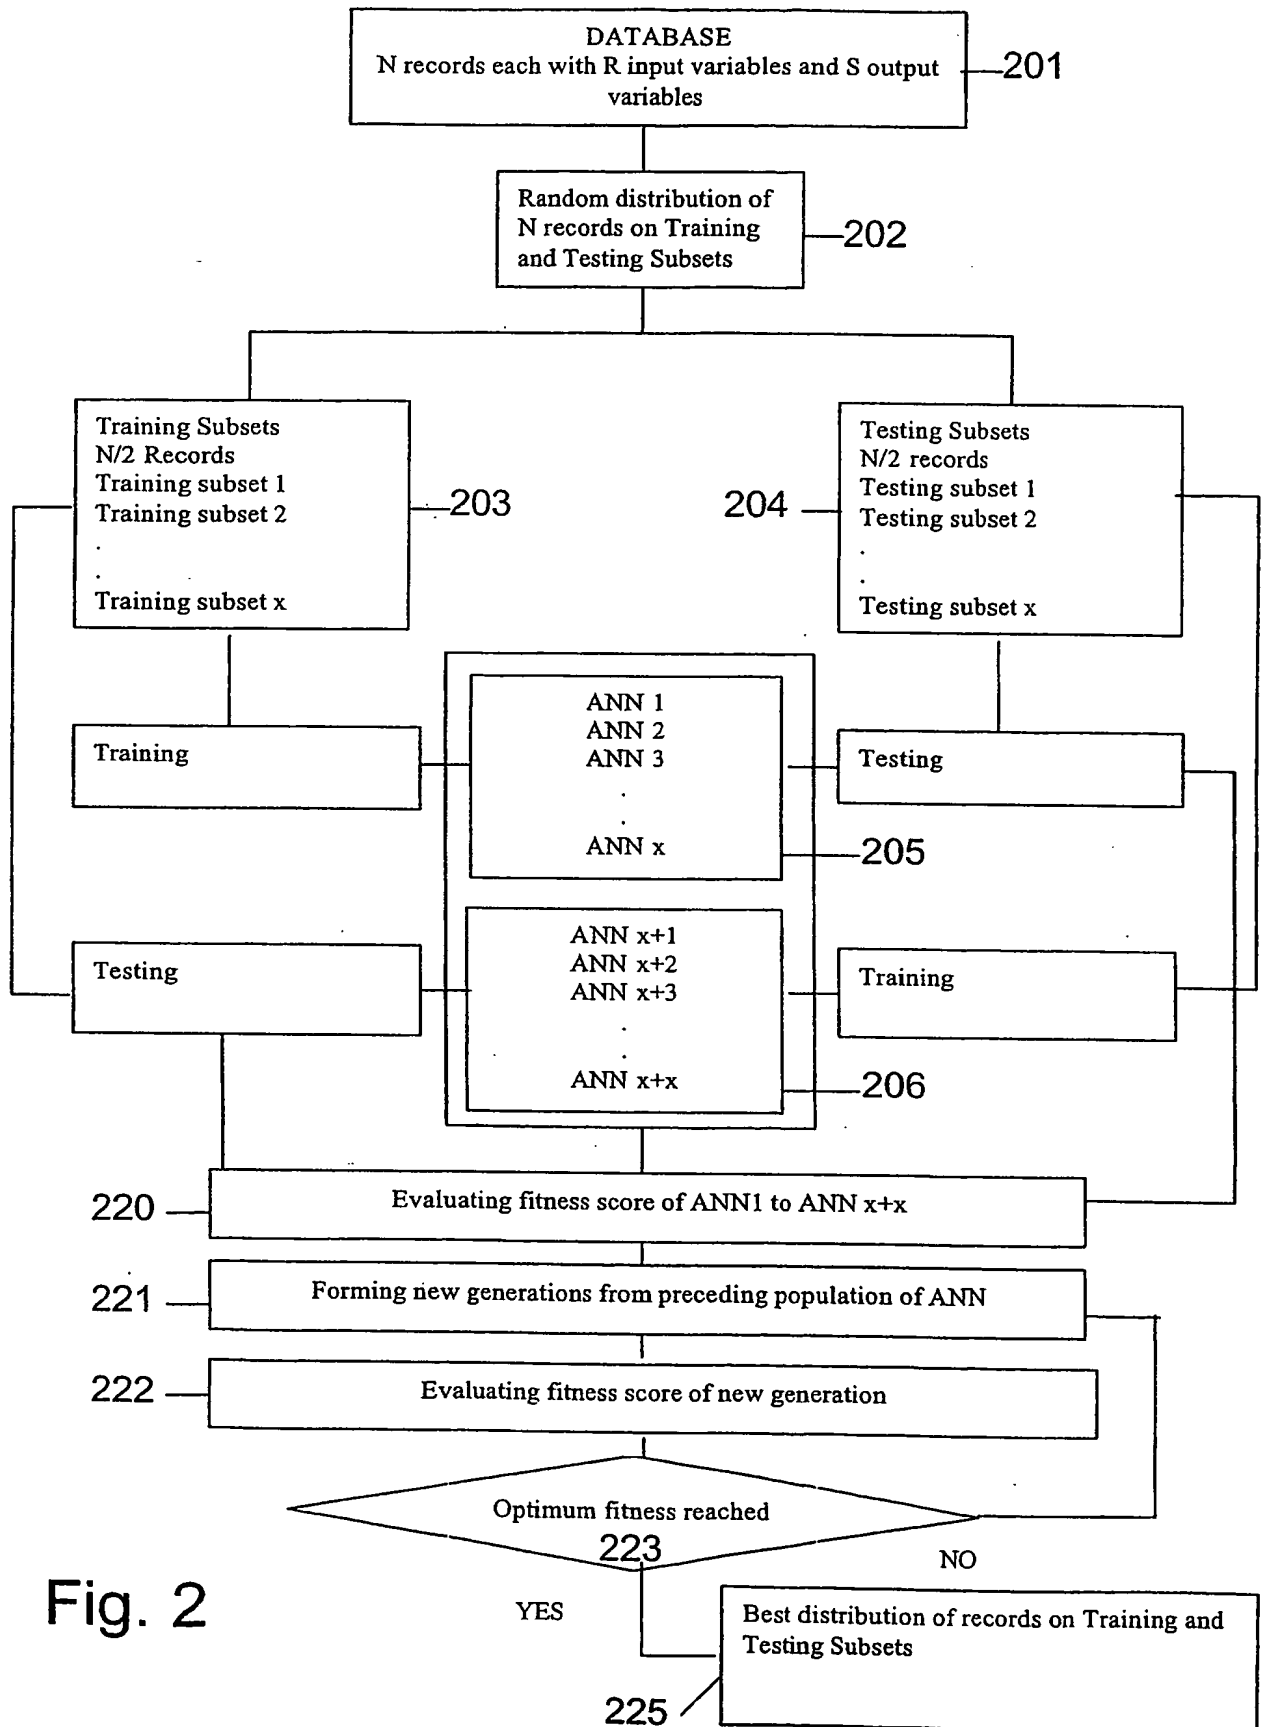 DATABASE
N records each with R input variables and S output
variables
201
Random distribution of
N records on Training
and Testing Subsets
202
Training Subsets
N/2 Records
Training subset 1
Training subset 2
.
.
Training subset x
203
204
Testing Subsets
N/2 records
Testing subset 1
Testing subset 2
.
.
Testing subset x
Training
ANN 1
ANN 2
ANN 3
.
.
ANN x
205
Testing
Testing
ANN x+1
ANN x+2
ANN x+3
.
.
ANN x+x
206
Training
220
Evaluating fitness score of ANN1 to ANN x+x
221
Forming new generations from preceding population of ANN
222
Evaluating fitness score of new generation
Optimum fitness reached
223
NO
YES
Fig. 2
Best distribution of records on Training and
Testing Subsets
225